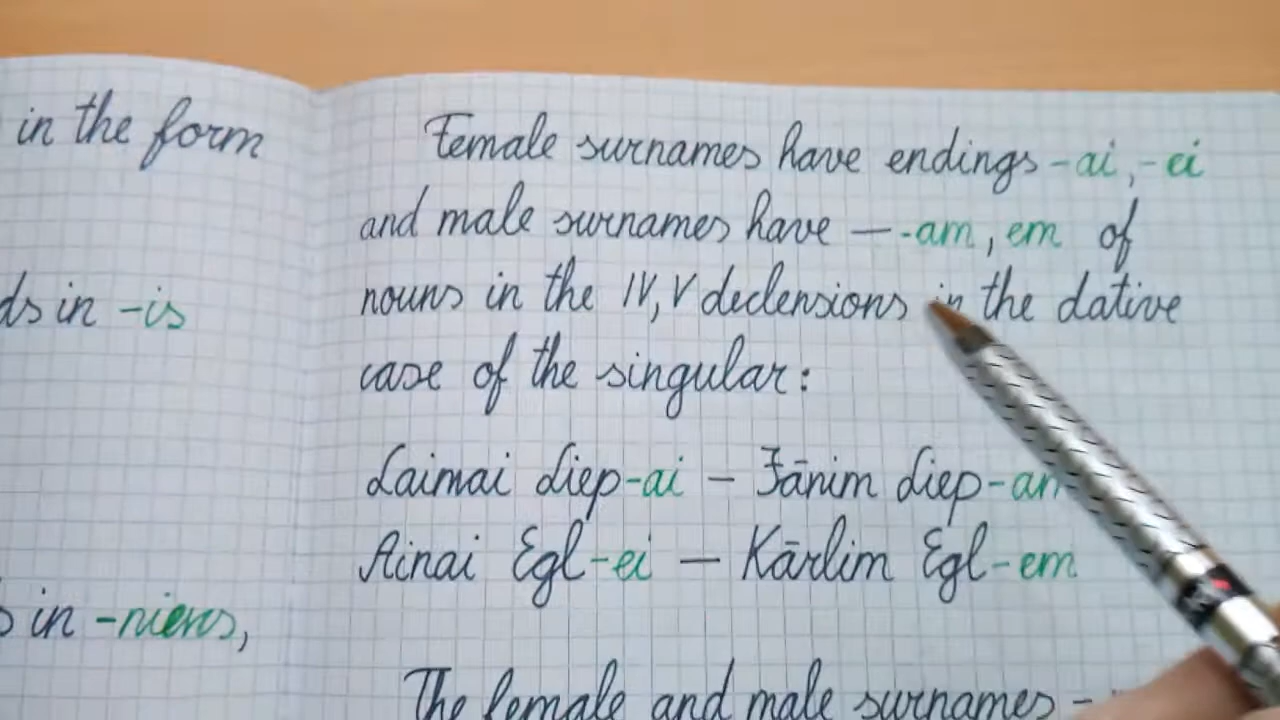 in the form
ds in -is
s in -nieks,
Female surnames have endings -ai, -ei
and male surnames have — -am, em of
nouns in the IV, V declensions in the dative
case of the singular:
Laimai Liep-ai — Jānim Liep-am
Ainai Egl-ei — Kārlim Egl-em
The female and male surnames -